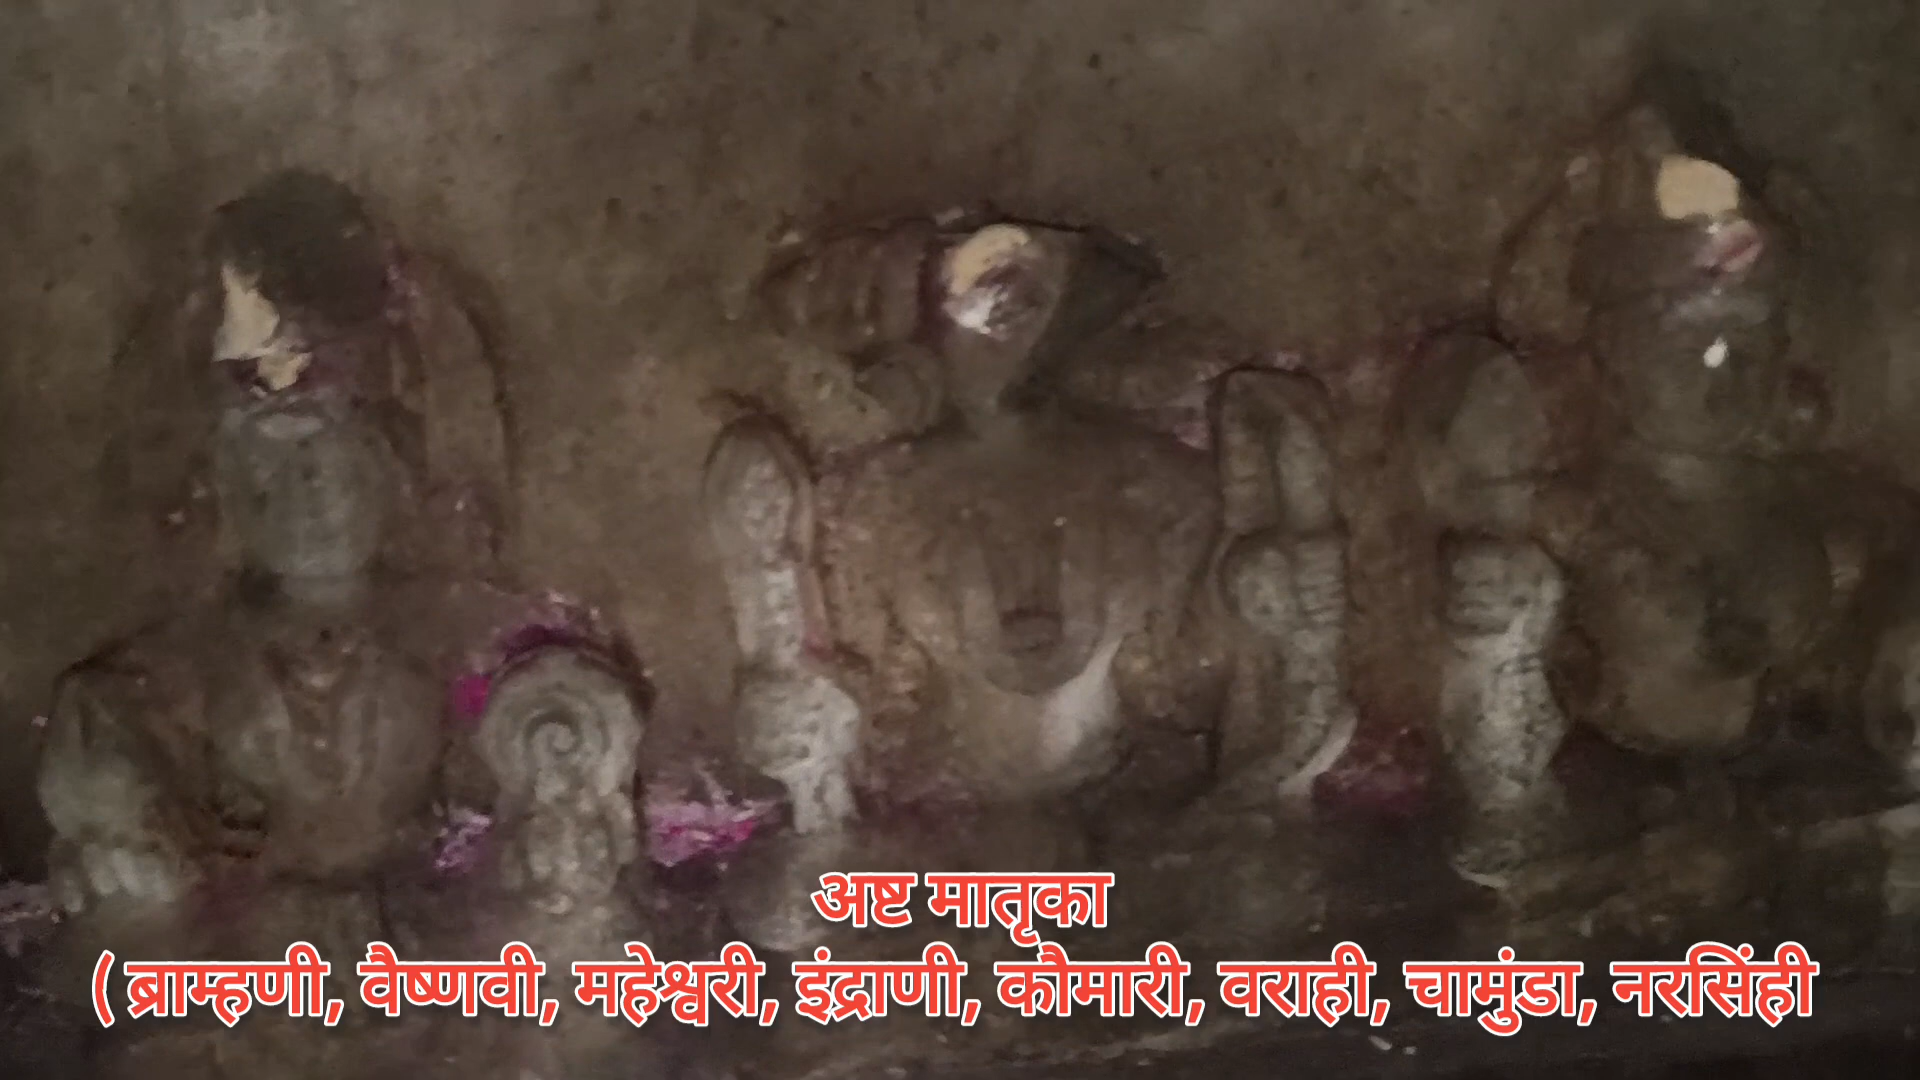 अष्ट मातृका
( ब्राम्हणी, वैष्णवी, महेश्वरी, इंद्राणी, कौमारी, वराही, चामुंडा, नरसिंही